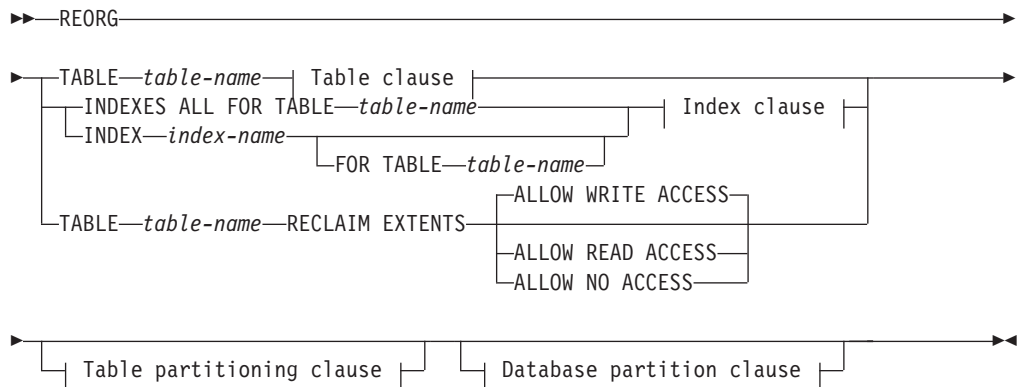 REORG
TABLE table-name Table clause
INDEXES ALL FOR TABLE table-name Index clause
INDEX index-name
FOR TABLE table-name
ALLOW WRITE ACCESS
TABLE table-name RECLAIM EXTENTS
ALLOW READ ACCESS
ALLOW NO ACCESS
Table partitioning clause Database partition clause